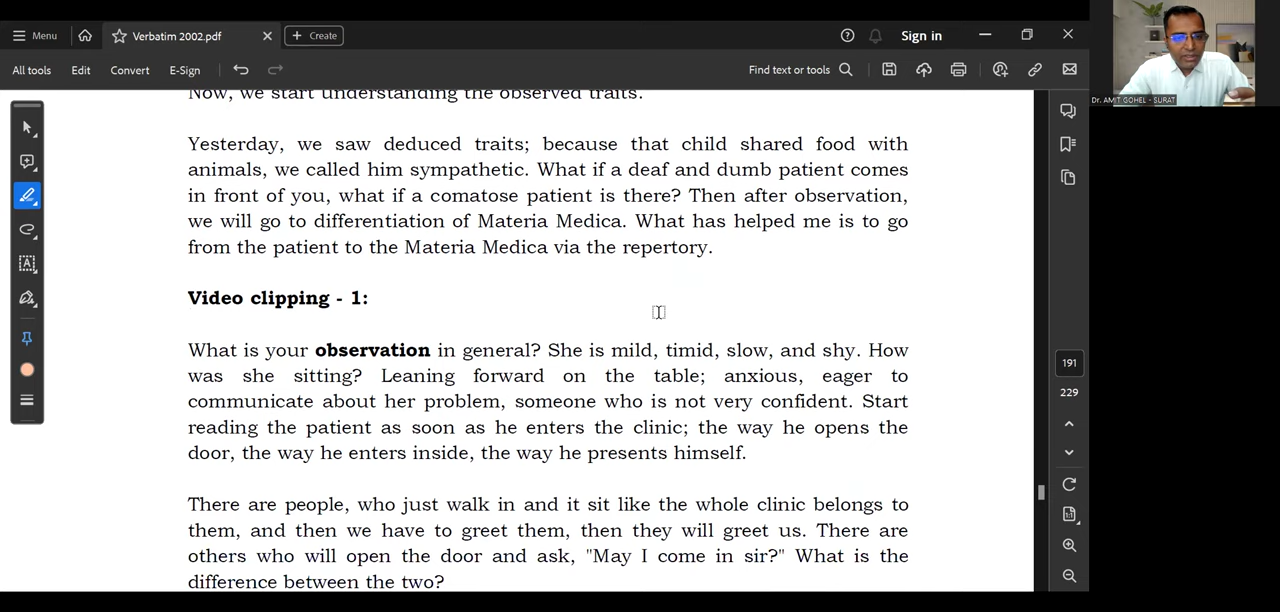 Menu
Verbatim 2002.pdf
Create
Sign in
All tools
Edit
Convert
E-Sign
Find text or tools
Dr. AMIT GOHEL - SURAT
Now, we start understanding the observed traits.
Yesterday, we saw deduced traits; because that child shared food with
animals, we called him sympathetic. What if a deaf and dumb patient comes
in front of you, what if a comatose patient is there? Then after observation,
we will go to differentiation of Materia Medica. What has helped me is to go
from the patient to the Materia Medica via the repertory.
Video clipping - 1:
What is your observation in general? She is mild, timid, slow, and shy. How
was she sitting? Leaning forward on the table; anxious, eager to
communicate about her problem, someone who is not very confident. Start
reading the patient as soon as he enters the clinic; the way he opens the
door, the way he enters inside, the way he presents himself.
There are people, who just walk in and it sit like the whole clinic belongs to
them, and then we have to greet them, then they will greet us. There are
others who will open the door and ask, "May I come in sir?" What is the
difference between the two?
191
229
1:1